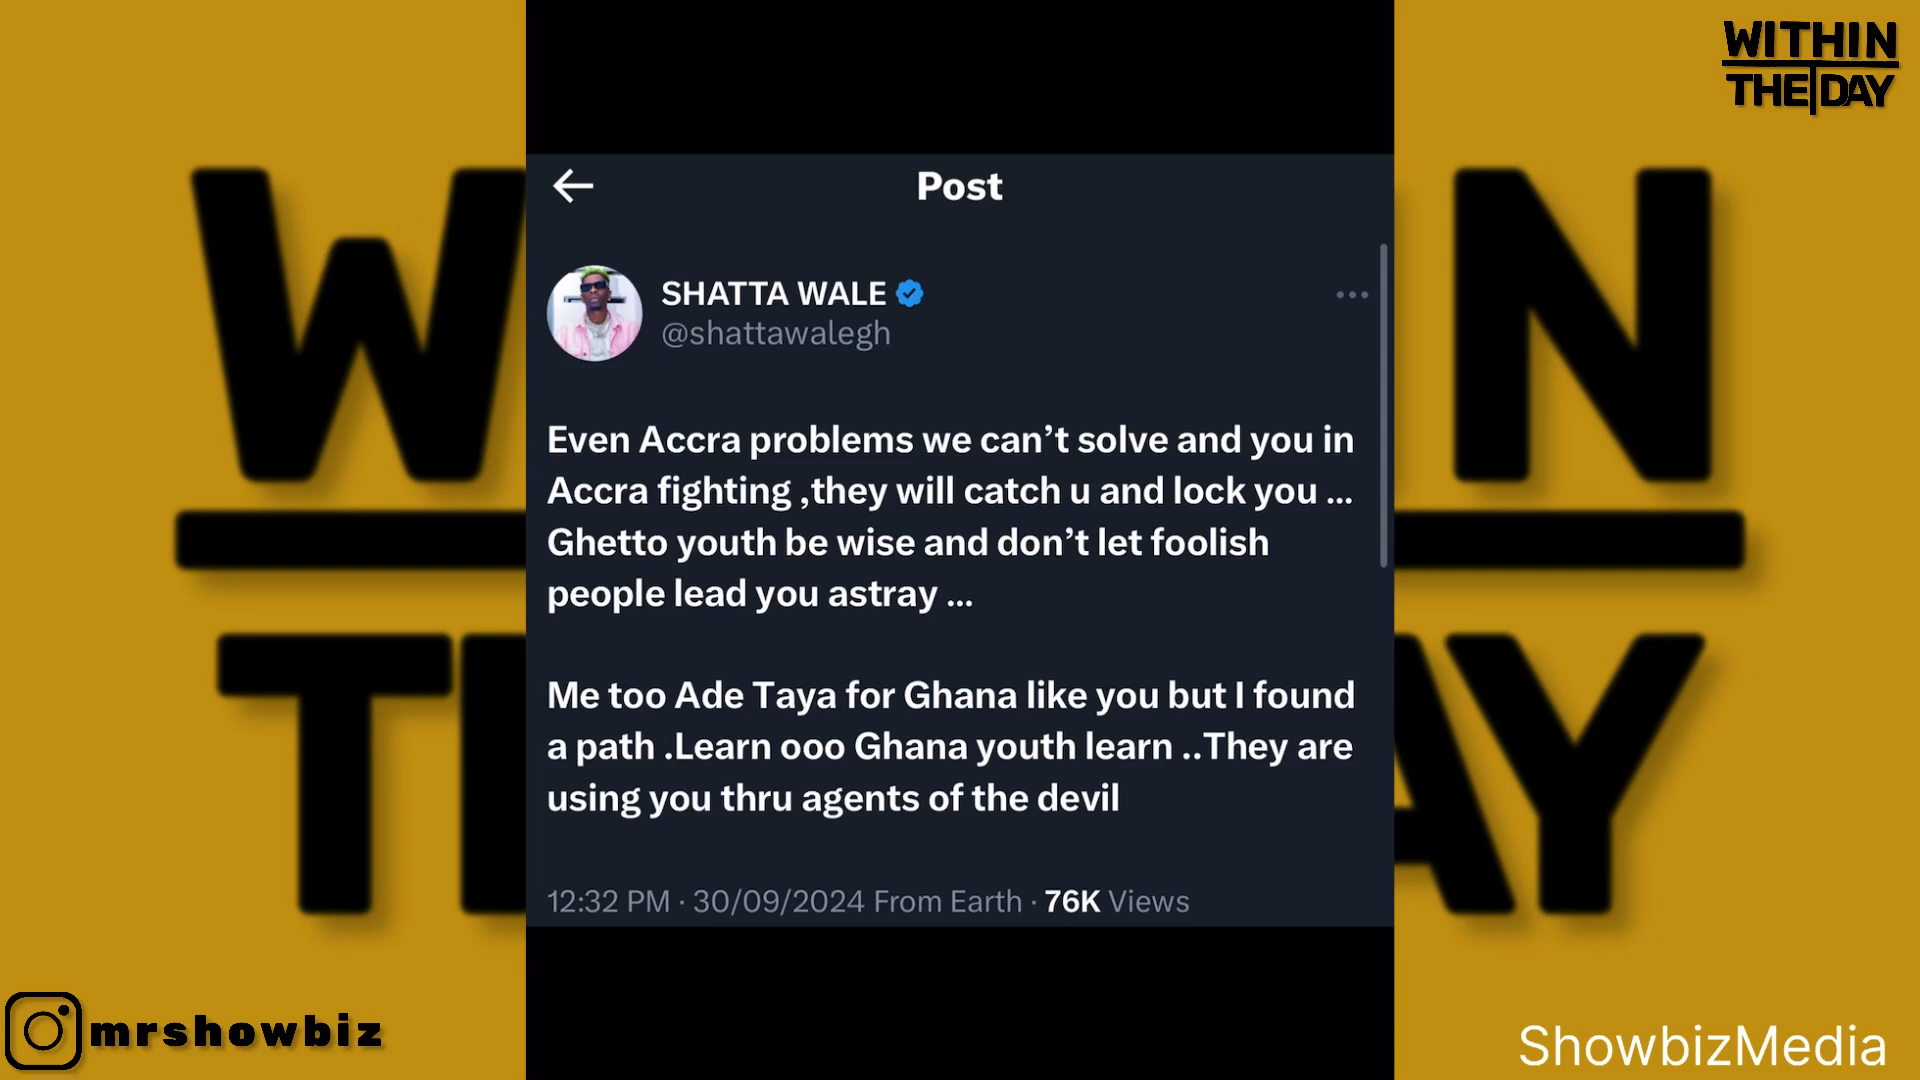 WITHIN
THE DAY
W N
Post
SHATTA WALE
@shattawalegh
Even Accra problems we can’t solve and you in
Accra fighting ,they will catch u and lock you ...
Ghetto youth be wise and don’t let foolish
people lead you astray ...
Me too Ade Taya for Ghana like you but I found
a path .Learn ooo Ghana youth learn ..They are
using you thru agents of the devil
12:32 PM · 30/09/2024 From Earth · 76K Views
T AY
mrshowbiz
ShowbizMedia